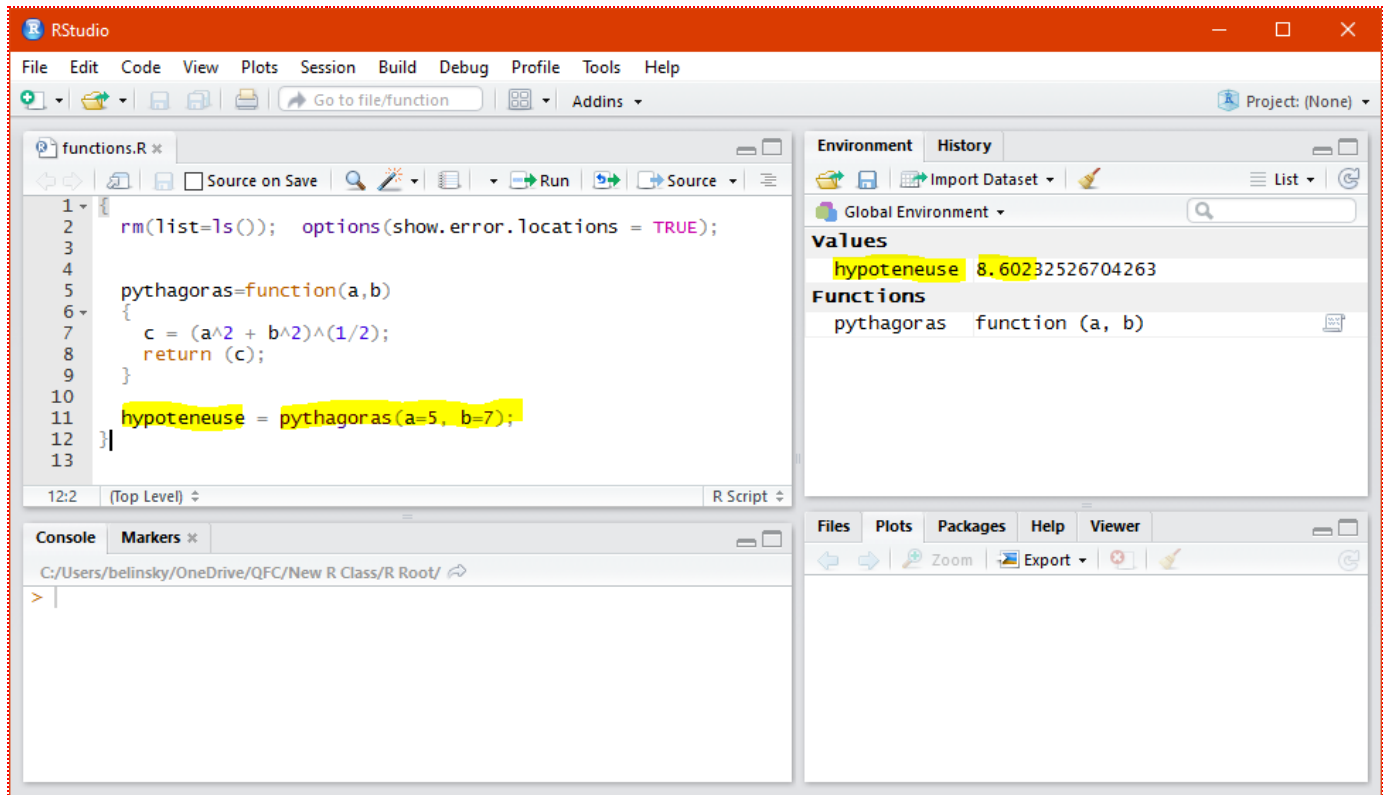 RStudio
File Edit Code View Plots Session Build Debug Profile Tools Help
Go to file/function Addins Project: (None)
functions.R
Source on Save Run Source
1 {
2 rm(list=ls()); options(show.error.locations = TRUE);
3
4
5 pythagoras=function(a,b)
6 {
7 c = (a^2 + b^2)^(1/2);
8 return (c);
9 }
10
11 hypoteneuse = pythagoras(a=5, b=7);
12 }
13
12:2 (Top Level) R Script
Console Markers
C:/Users/belinsky/OneDrive/QFC/New R Class/R Root/
>
Environment History
Import Dataset List
Global Environment
Values
hypoteneuse 8.60232526704263
Functions
pythagoras function (a, b)
Files Plots Packages Help Viewer
Zoom Export